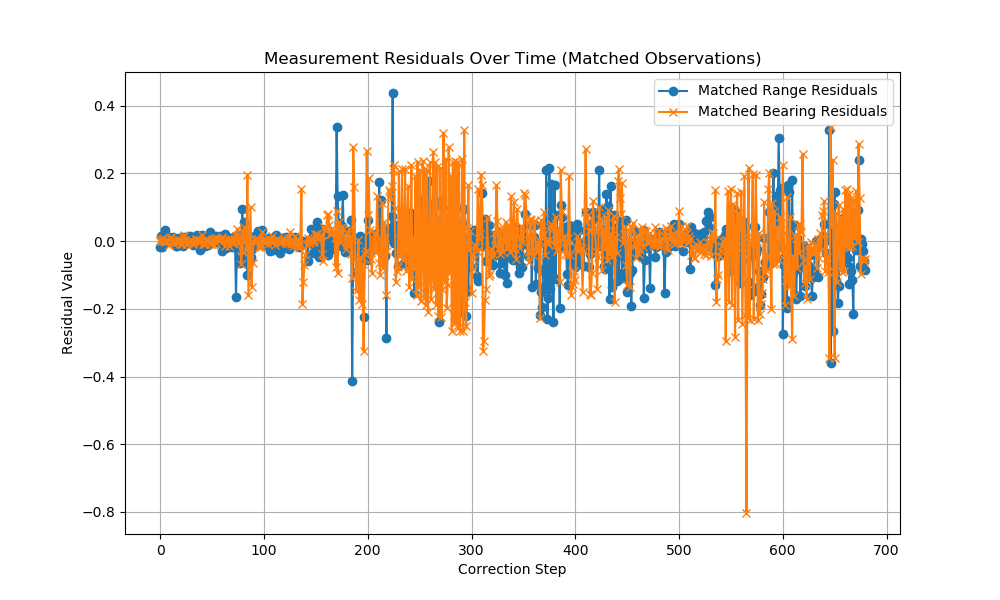 Measurement Residuals Over Time (Matched Observations)
Matched Range Residuals
Matched Bearing Residuals
Residual Value
0.4
0.2
0.0
−0.2
−0.4
−0.6
−0.8
0 100 200 300 400 500 600 700
Correction Step